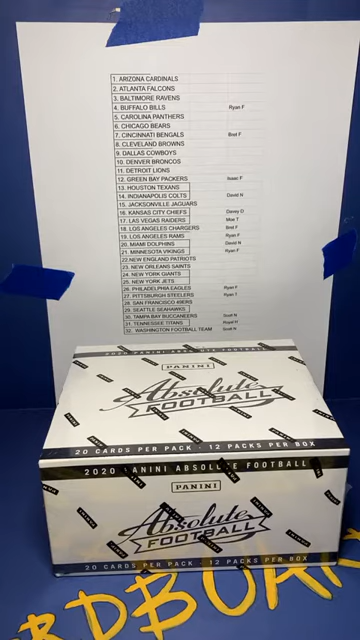 1. ARIZONA CARDINALS
2. ATLANTA FALCONS
3. BALTIMORE RAVENS
4. BUFFALO BILLS Ryan F
5. CAROLINA PANTHERS
6. CHICAGO BEARS
7. CINCINNATI BENGALS Bret F
8. CLEVELAND BROWNS
9. DALLAS COWBOYS
10. DENVER BRONCOS
11. DETROIT LIONS
12. GREEN BAY PACKERS Isaac F
13. HOUSTON TEXANS
14. INDIANAPOLIS COLTS David N
15. JACKSONVILLE JAGUARS
16. KANSAS CITY CHIEFS Davey D
17. LAS VEGAS RAIDERS Moe T
18. LOS ANGELES CHARGERS Bret F
19. LOS ANGELES RAMS Ryan F
20. MIAMI DOLPHINS David N
21. MINNESOTA VIKINGS Ryan F
22. NEW ENGLAND PATRIOTS
23. NEW ORLEANS SAINTS
24. NEW YORK GIANTS
25. NEW YORK JETS
26. PHILADELPHIA EAGLES Ryan F
27. PITTSBURGH STEELERS Ryan T
28. SAN FRANCISCO 49ERS
29. SEATTLE SEAHAWKS
30. TAMPA BAY BUCCANEERS Scott N
31. TENNESSEE TITANS
32. WASHINGTON FOOTBALL TEAM Scott N
2020 PANINI ABSOLUTE FOOTBALL
PANINI
Absolute
FOOTBALL
20 CARDS PER PACK - 12 PACKS PER BOX
2020 PANINI ABSOLUTE FOOTBALL
PANINI
Absolute
FOOTBALL
20 CARDS PER PACK - 12 PACKS PER BOX